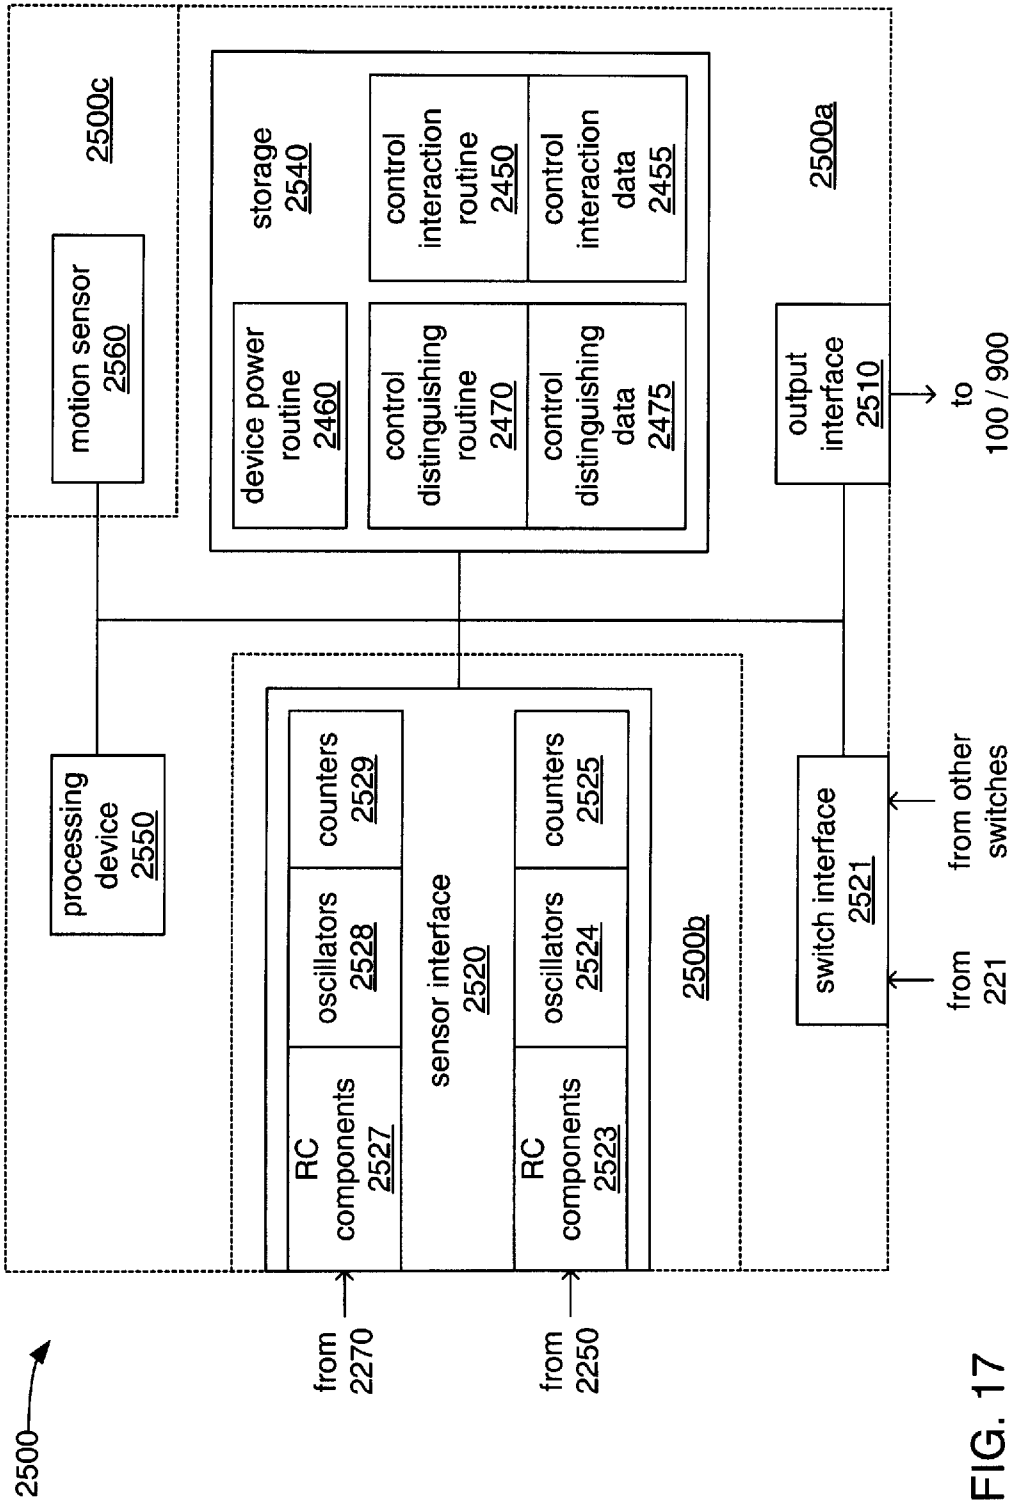 2500
2500c
motion sensor
2560
processing
device
2550
storage
2540
device power
routine
2460
control
interaction
routine
2450
control
interaction
data
2455
control
distinguishing
routine
2470
control
distinguishing
data
2475
from
2270
RC
components
2527
oscillators
2528
counters
2529
sensor interface
2520
from
2250
RC
components
2523
oscillators
2524
counters
2525
2500b
2500a
switch interface
2521
output
interface
2510
from
221
from other
switches
to
100 / 900
FIG. 17